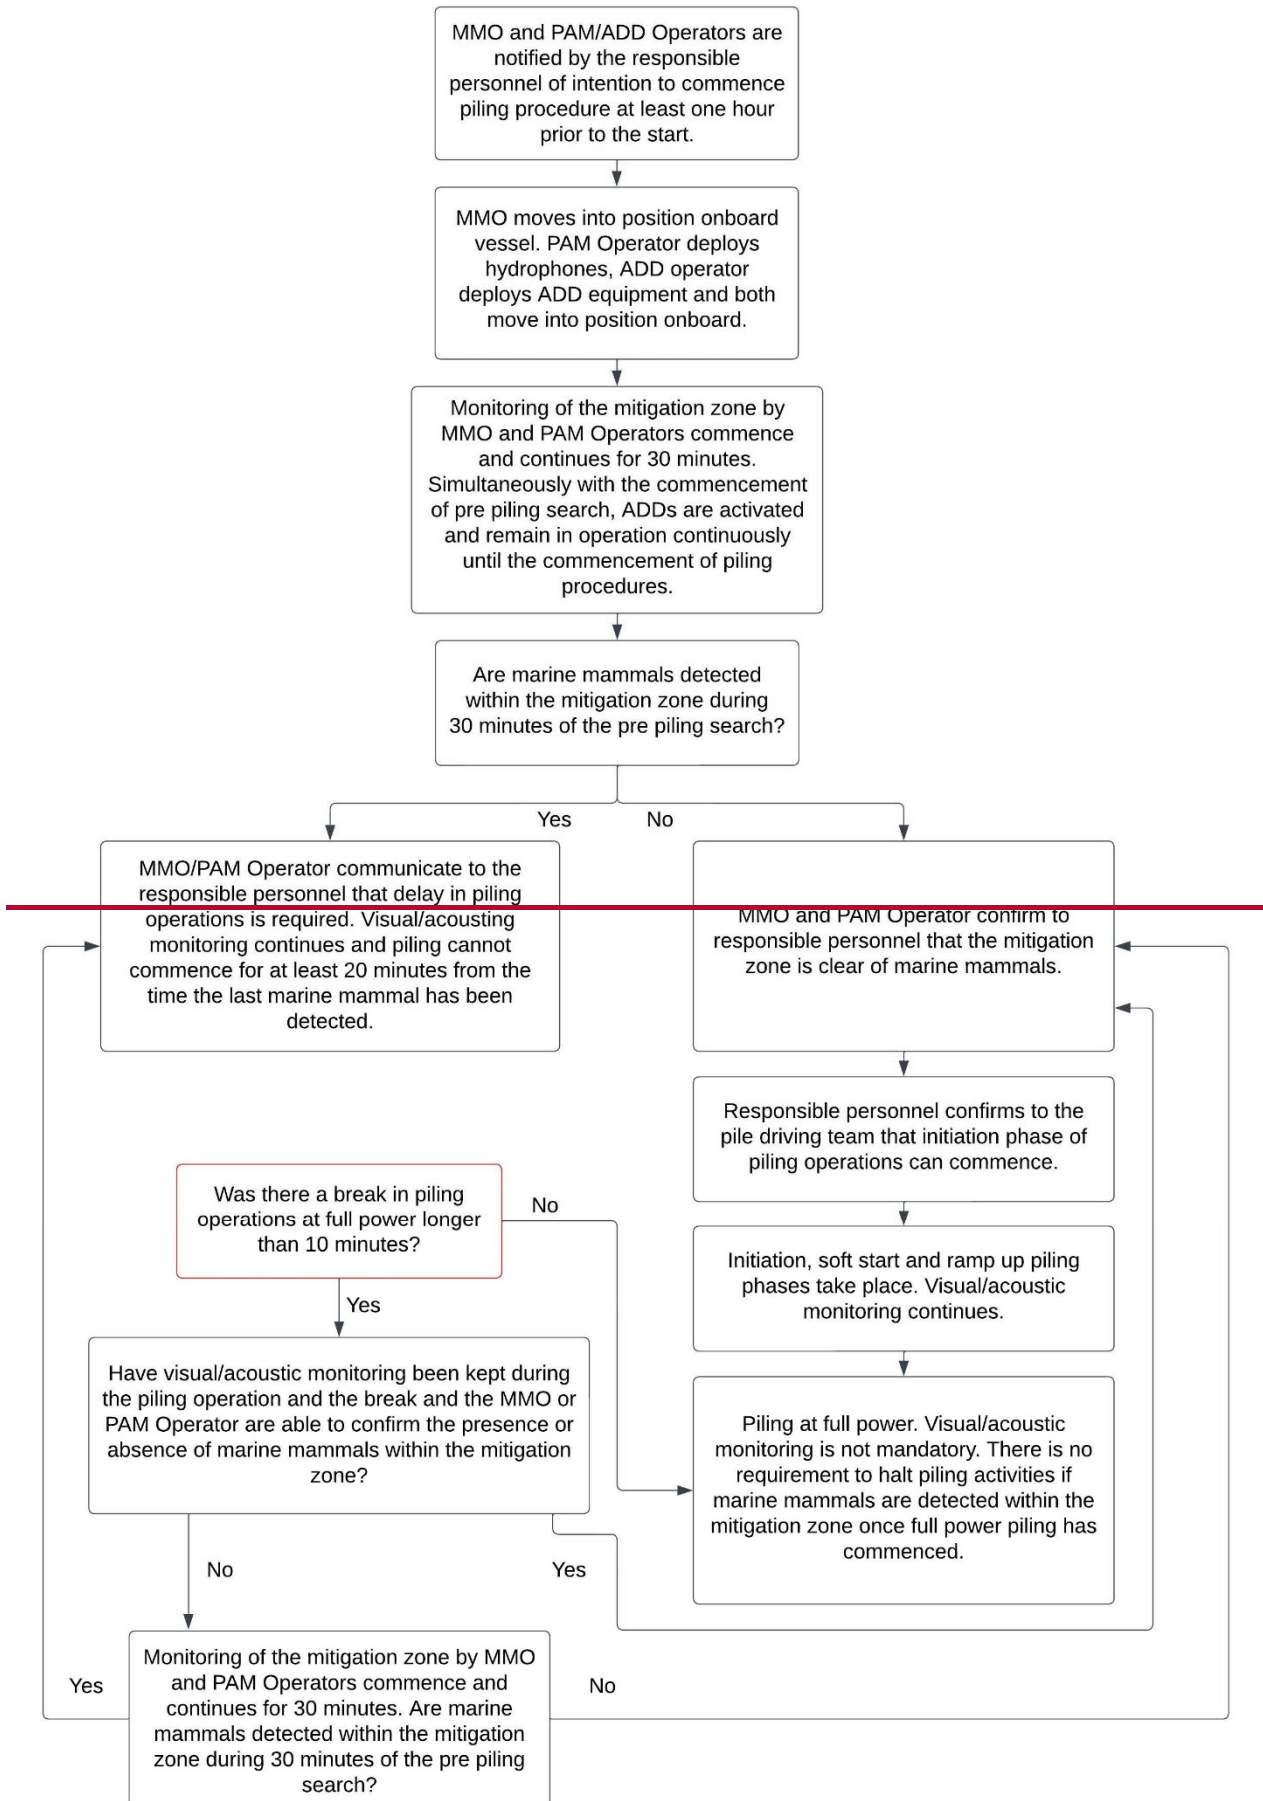 MMO and PAM/ADD Operators are
notified by the responsible
personnel of intention to commence
piling procedure at least one hour
prior to the start.
MMO moves into position onboard
vessel. PAM Operator deploys
hydrophones, ADD operator
deploys ADD equipment and both
move into position onboard.
Monitoring of the mitigation zone by
MMO and PAM Operators commence
and continues for 30 minutes.
Simultaneously with the commencement
of pre piling search, ADDs are activated
and remain in operation continuously
until the commencement of piling
procedures.
Are marine mammals detected
within the mitigation zone during
30 minutes of the pre piling search?
Yes
No
MMO/PAM Operator communicate to the
responsible personnel that delay in piling
operations is required. Visual/acousting
monitoring continues and piling cannot
commence for at least 20 minutes from the
time the last marine mammal has been
detected.
MMO and PAM Operator confirm to
responsible personnel that the mitigation
zone is clear of marine mammals.
Responsible personnel confirms to the
pile driving team that initiation phase of
piling operations can commence.
Was there a break in piling
operations at full power longer
than 10 minutes?
No
Yes
Initiation, soft start and ramp up piling
phases take place. Visual/acoustic
monitoring continues.
Have visual/acoustic monitoring been kept during
the piling operation and the break and the MMO or
PAM Operator are able to confirm the presence or
absence of marine mammals within the mitigation
zone?
Piling at full power. Visual/acoustic
monitoring is not mandatory. There is no
requirement to halt piling activities if
marine mammals are detected within the
mitigation zone once full power piling has
commenced.
No
Yes
Monitoring of the mitigation zone by MMO
and PAM Operators commence and
continues for 30 minutes. Are marine
mammals detected within the mitigation
zone during 30 minutes of the pre piling
search?
Yes
No